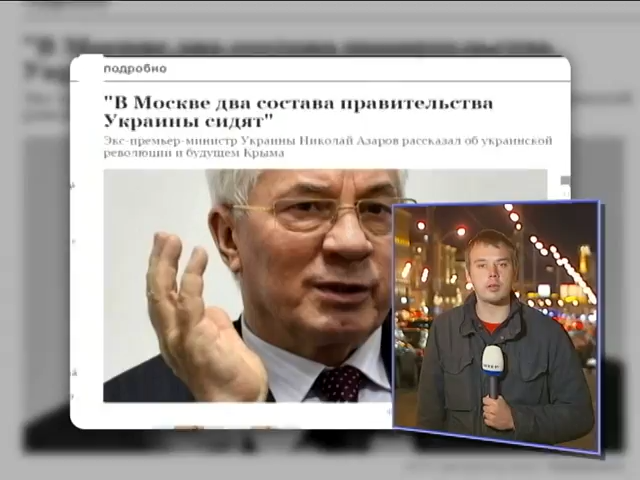 подробно
"В Москве два состава правительства
Украины сидят"
Экс-премьер-министр Украины Николай Азаров рассказал об украинской
революции и будущем Крыма